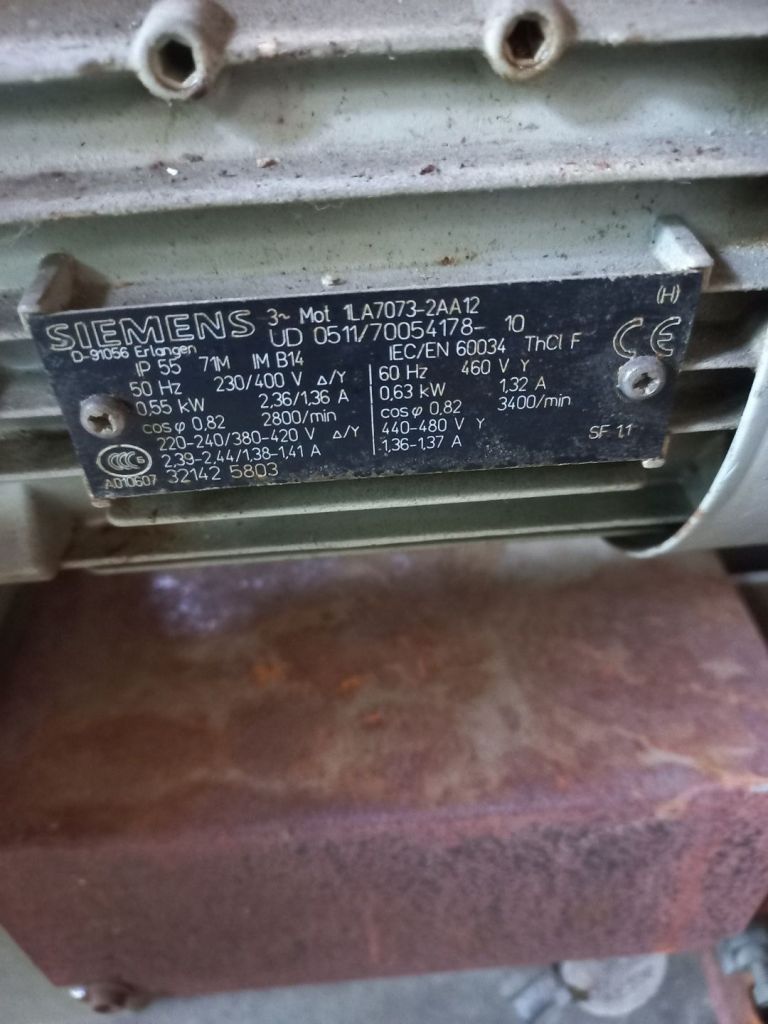 (H)
SIEMENS 3~ Mot 1LA7073-2AA12
D-91056 Erlangen UD 0511/70054178- 10
IP 55 71M IM B14 IEC/EN 60034 ThCl F
50 Hz 230/400 V Δ/Y 60 Hz 460 V Y
0,55 kW 2,36/1,36 A 0,63 kW 1,32 A
cos φ 0,82 2800/min cos φ 0,82 3400/min
220-240/380-420 V Δ/Y 440-480 V Y
2,39-2,44/1,38-1,41 A 1,36-1,37 A
SF 1.1
CE
CCC S
A010607 32142 5803